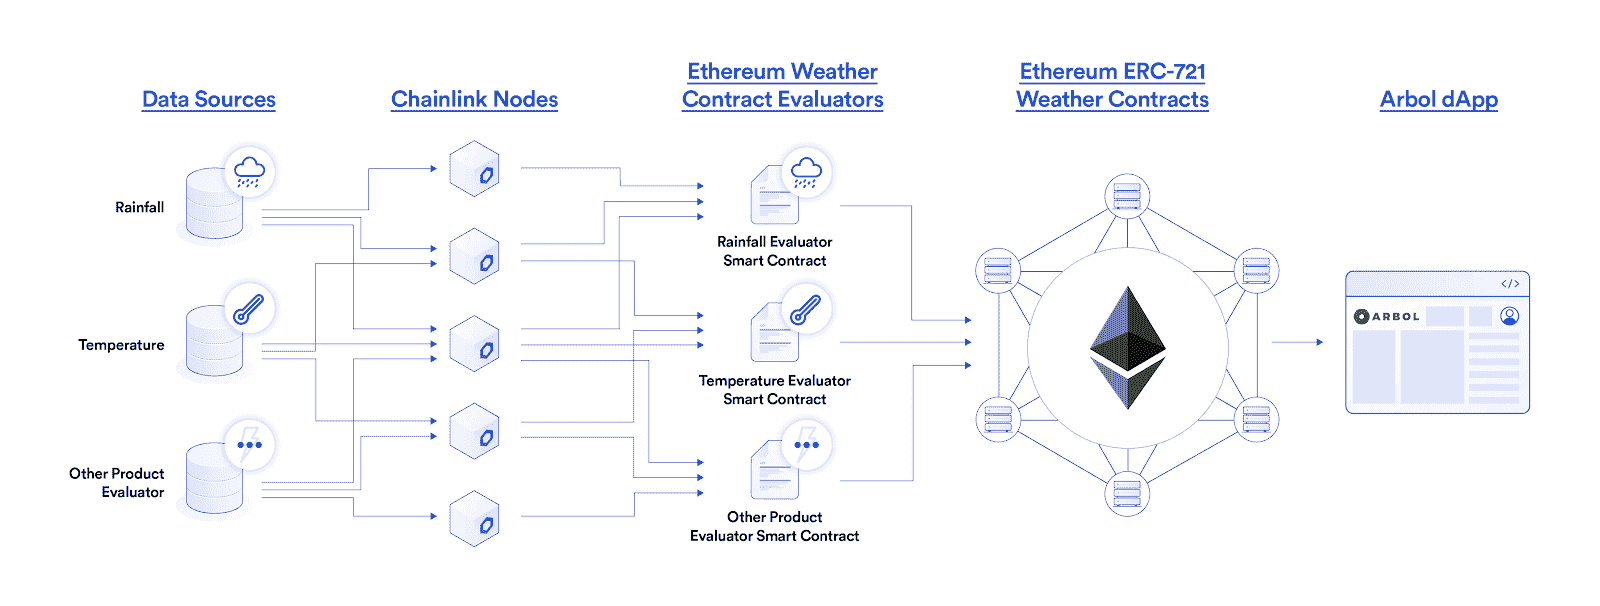 Data Sources
Chainlink Nodes
Ethereum Weather
Contract Evaluators
Ethereum ERC-721
Weather Contracts
Arbol dApp
Rainfall
Temperature
Other Product
Evaluator
Rainfall Evaluator
Smart Contract
Temperature Evaluator
Smart Contract
Other Product
Evaluator Smart Contract
</>
ARBOL